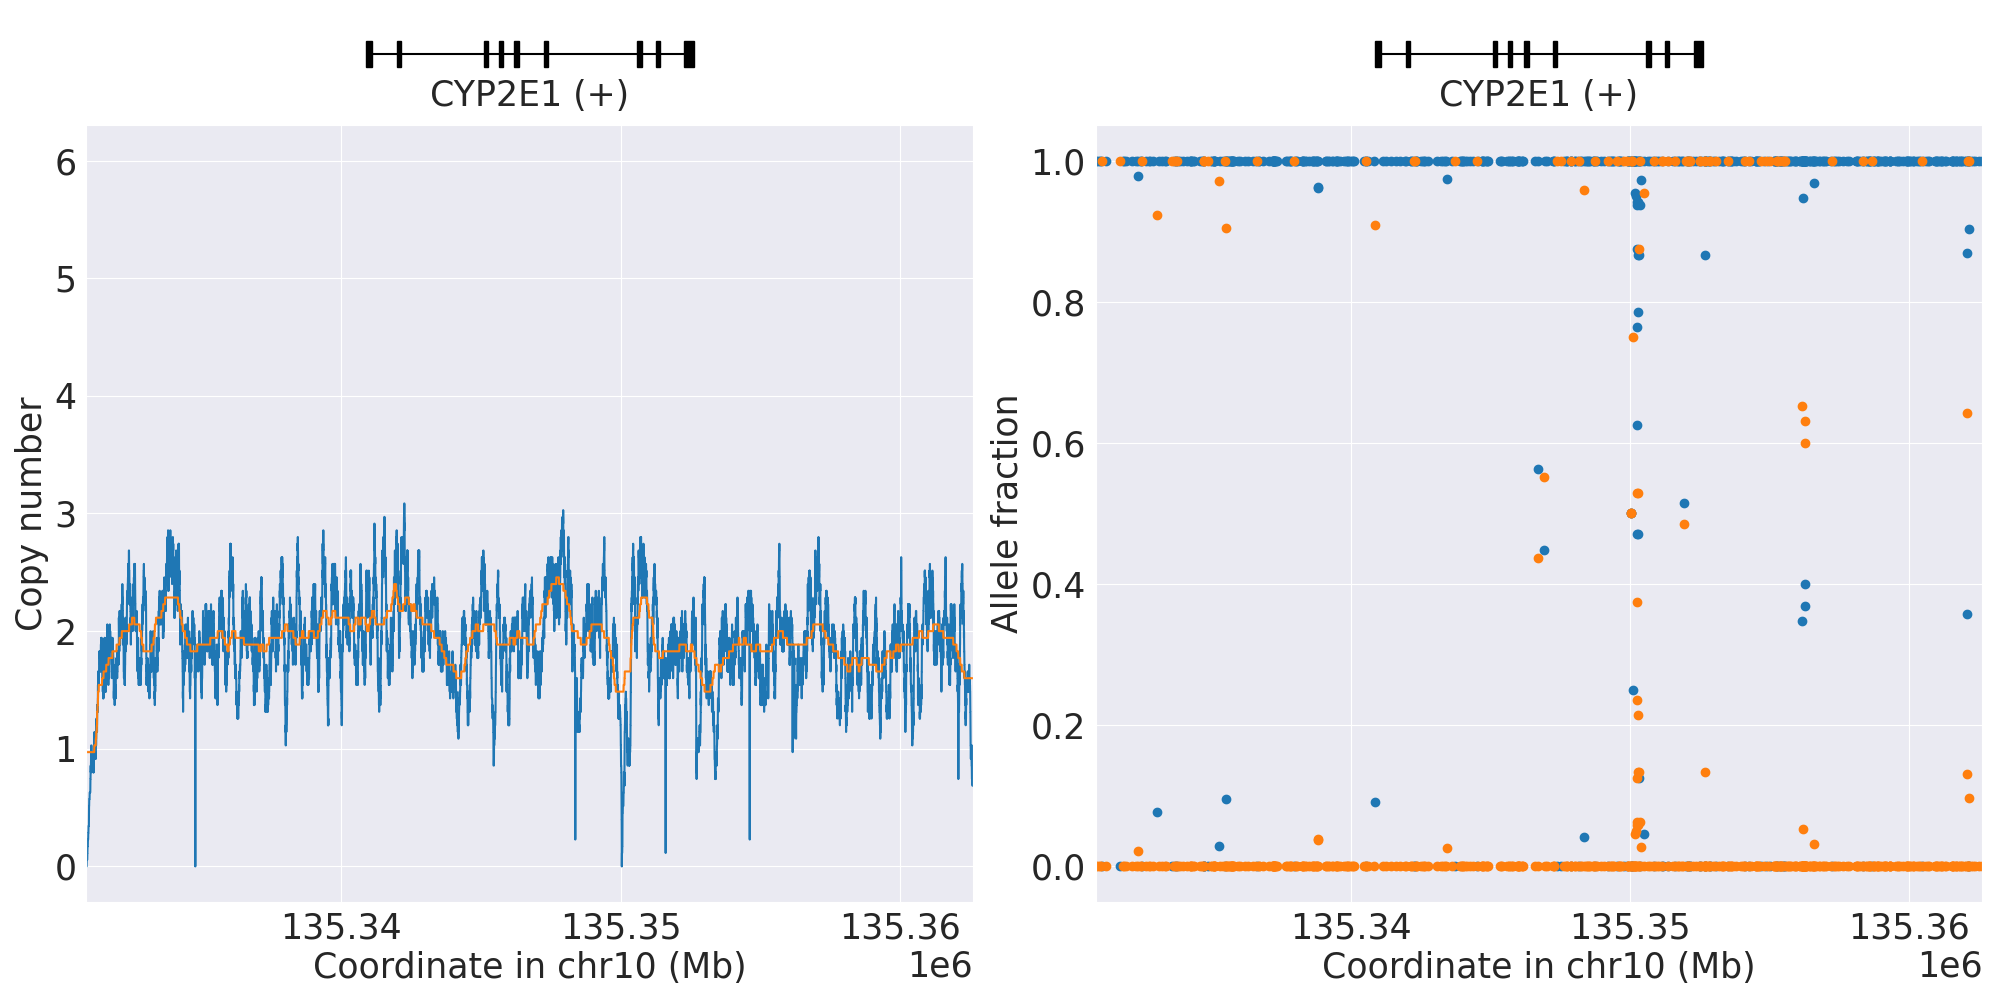 CYP2E1 (+)
6
5
4
3
2
1
0
Copy number
135.34
135.35
135.36
Coordinate in chr10 (Mb)
1e6
CYP2E1 (+)
1.0
0.8
0.6
0.4
0.2
0.0
Allele fraction
135.34
135.35
135.36
Coordinate in chr10 (Mb)
1e6